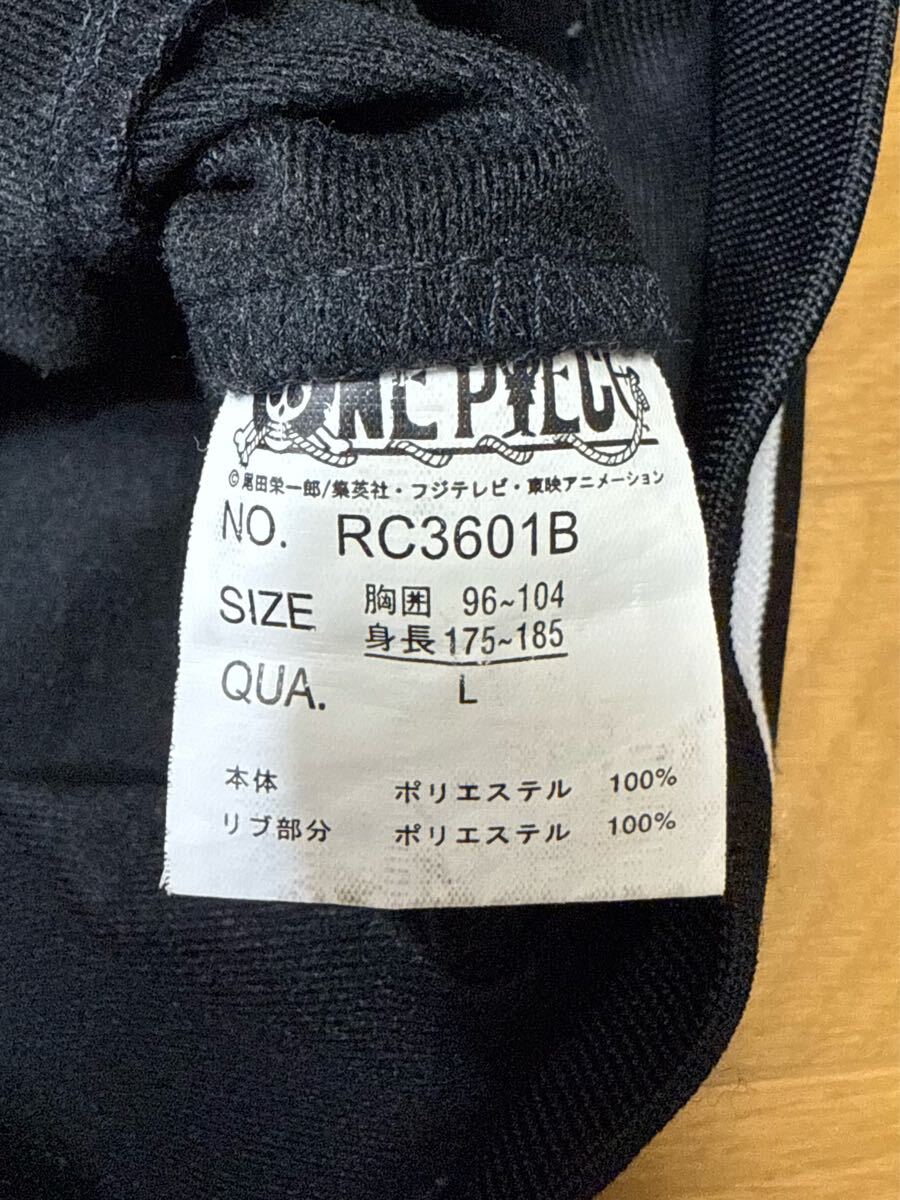 ONE PIECE
©尾田栄一郎/集英社・フジテレビ・東映アニメーション
NO. RC3601B
SIZE 胸囲 96~104
身長 175~185
QUA. L
本体 ポリエステル 100%
リブ部分 ポリエステル 100%